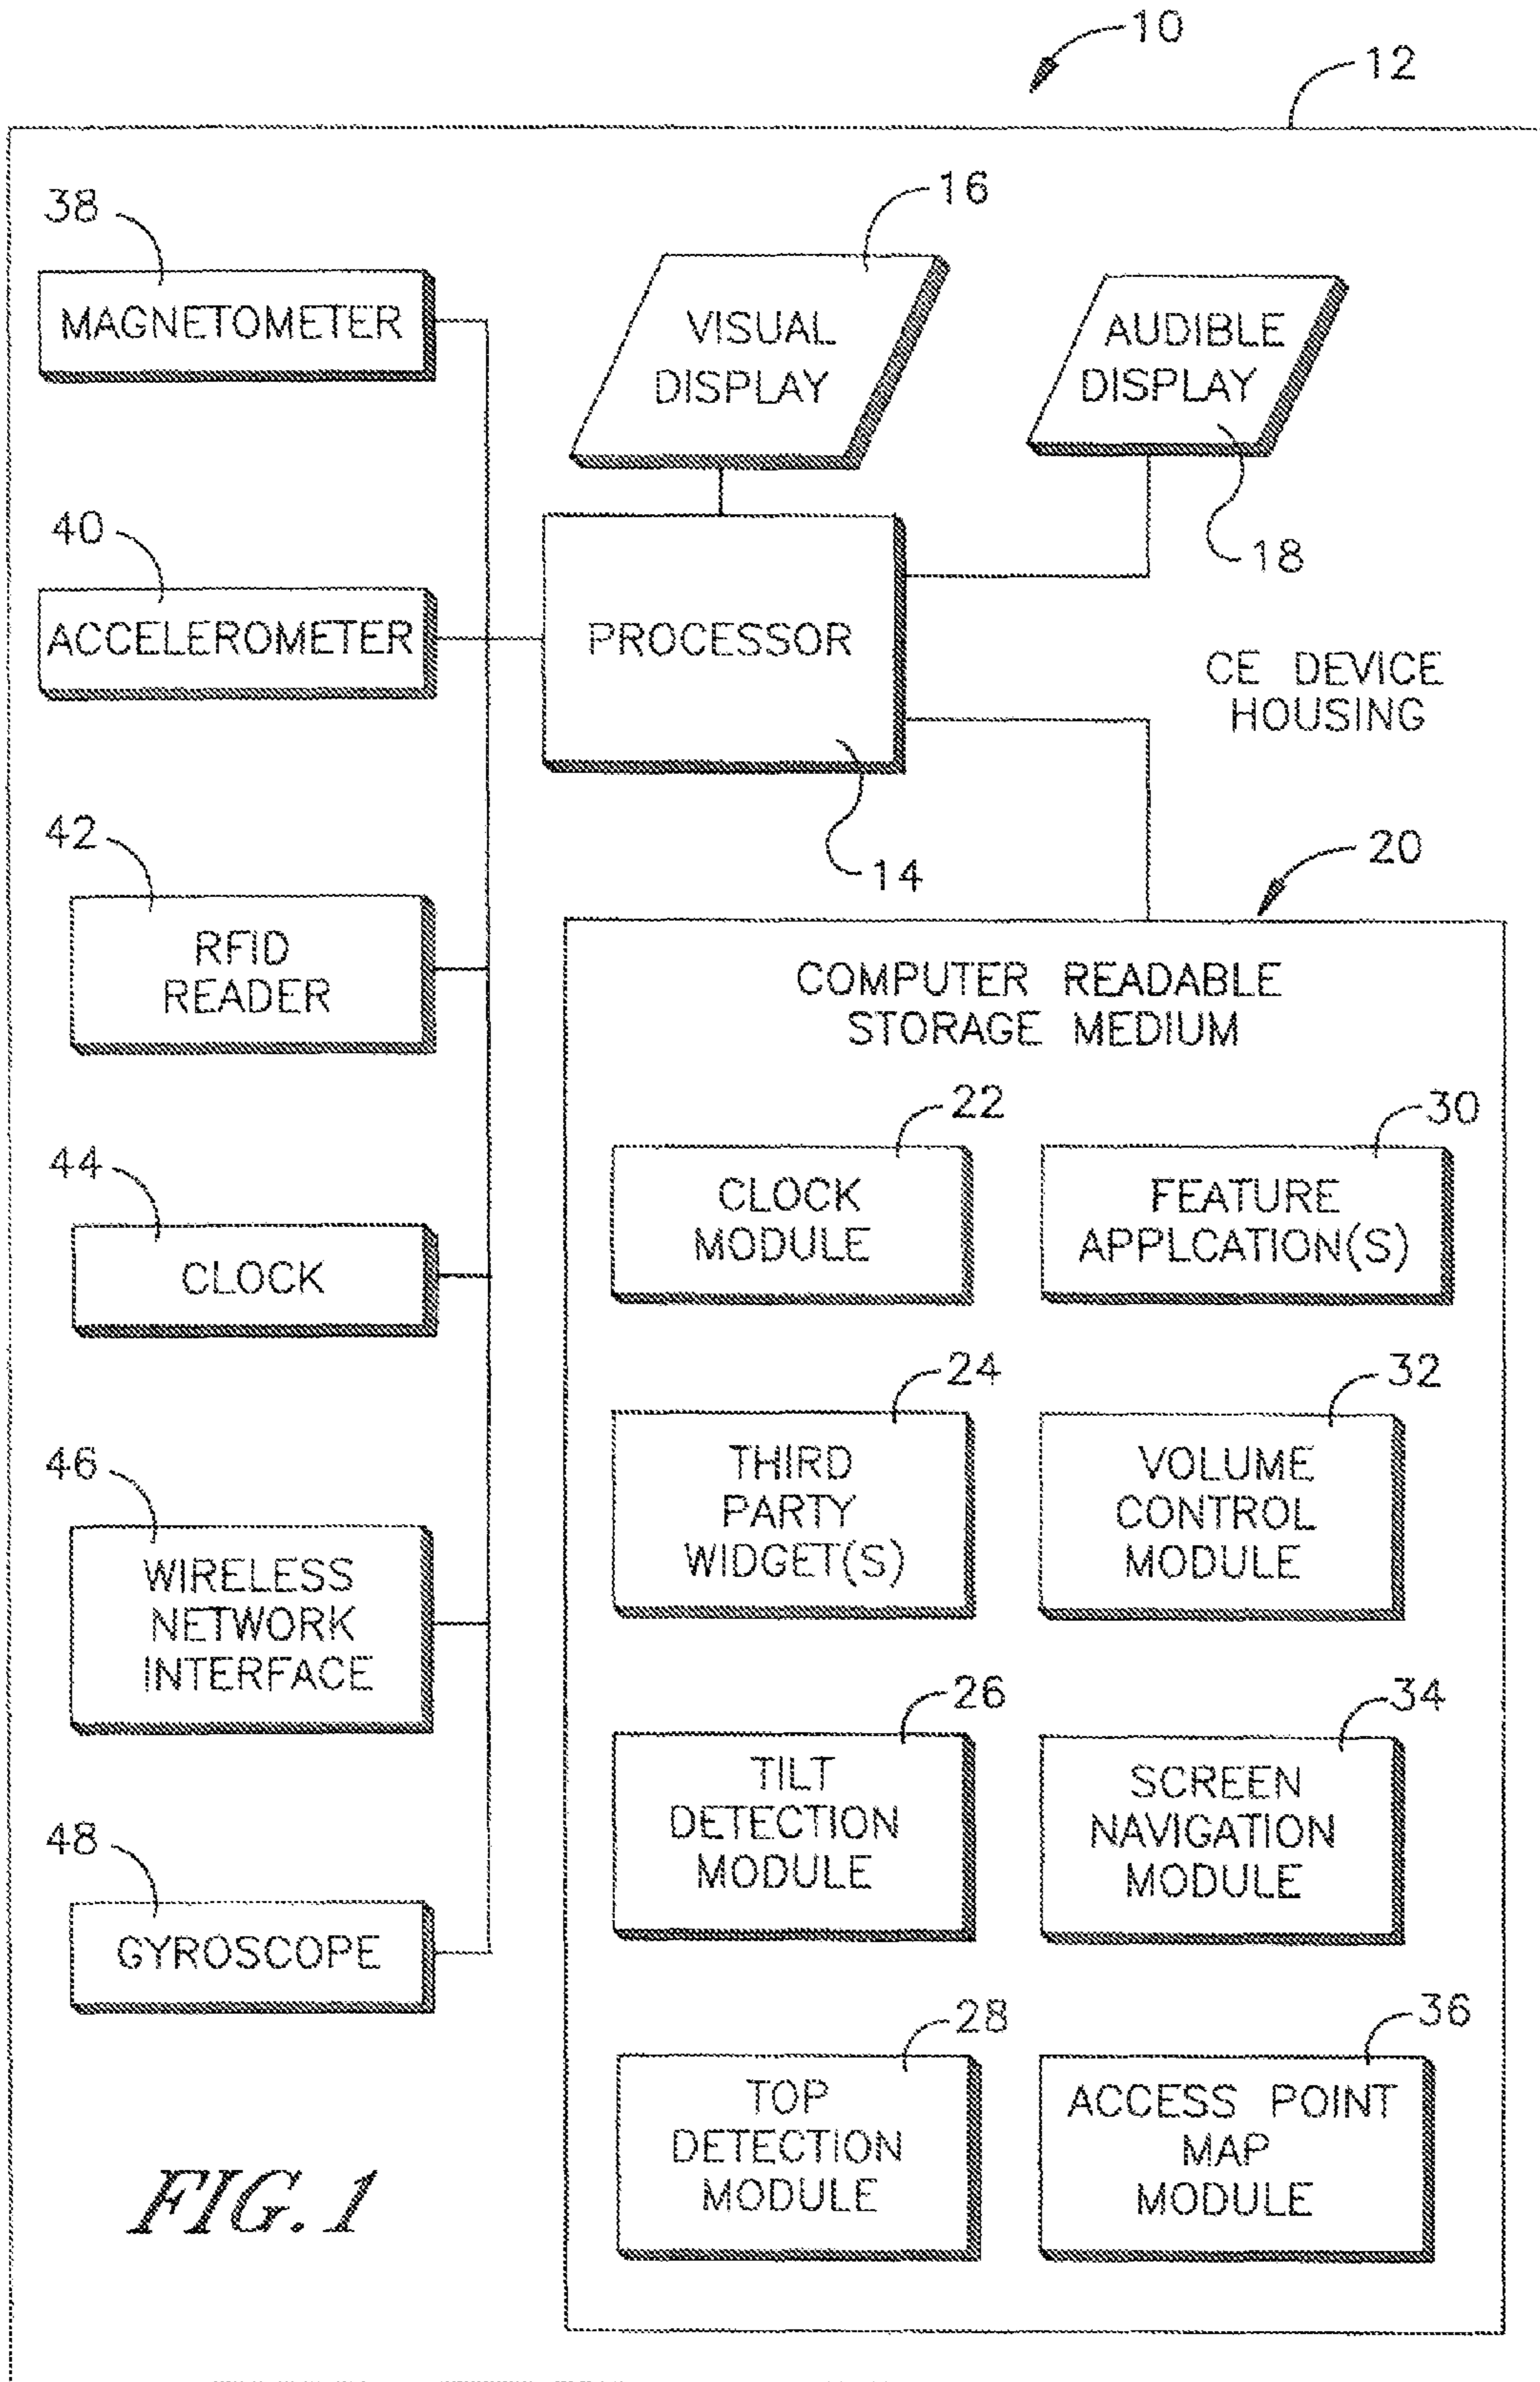 10
12
38
MAGNETOMETER
16
VISUAL
DISPLAY
AUDIBLE
DISPLAY
18
40
ACCELEROMETER
PROCESSOR
14
CE DEVICE
HOUSING
42
RFID
READER
20
COMPUTER READABLE
STORAGE MEDIUM
44
CLOCK
22
CLOCK
MODULE
30
FEATURE
APPLCATION(S)
46
WIRELESS
NETWORK
INTERFACE
24
THIRD
PARTY
WIDGET(S)
32
VOLUME
CONTROL
MODULE
48
GYROSCOPE
26
TILT
DETECTION
MODULE
34
SCREEN
NAVIGATION
MODULE
28
TOP
DETECTION
MODULE
36
ACCESS POINT
MAP
MODULE
FIG. 1